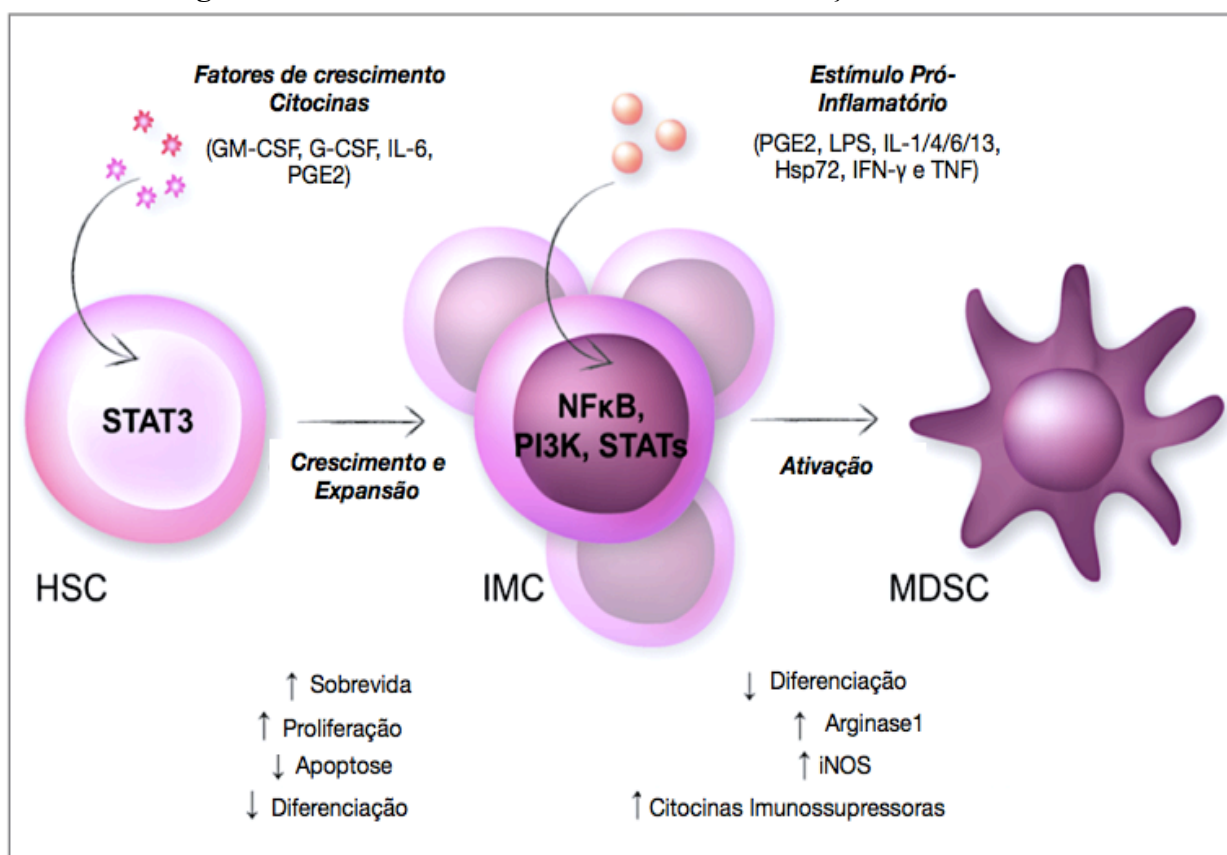 Fatores de crescimento
Citocinas
(GM-CSF, G-CSF, IL-6,
PGE2)
Estímulo Pró-
Inflamatório
(PGE2, LPS, IL-1/4/6/13,
Hsp72, IFN-γ e TNF)
STAT3
Crescimento e
Expansão
NFκB,
PI3K, STATs
Ativação
HSC
IMC
MDSC
↑ Sobrevida
↑ Proliferação
↓ Apoptose
↓ Diferenciação
↓ Diferenciação
↑ Arginase1
↑ iNOS
↑ Citocinas Imunossupressoras